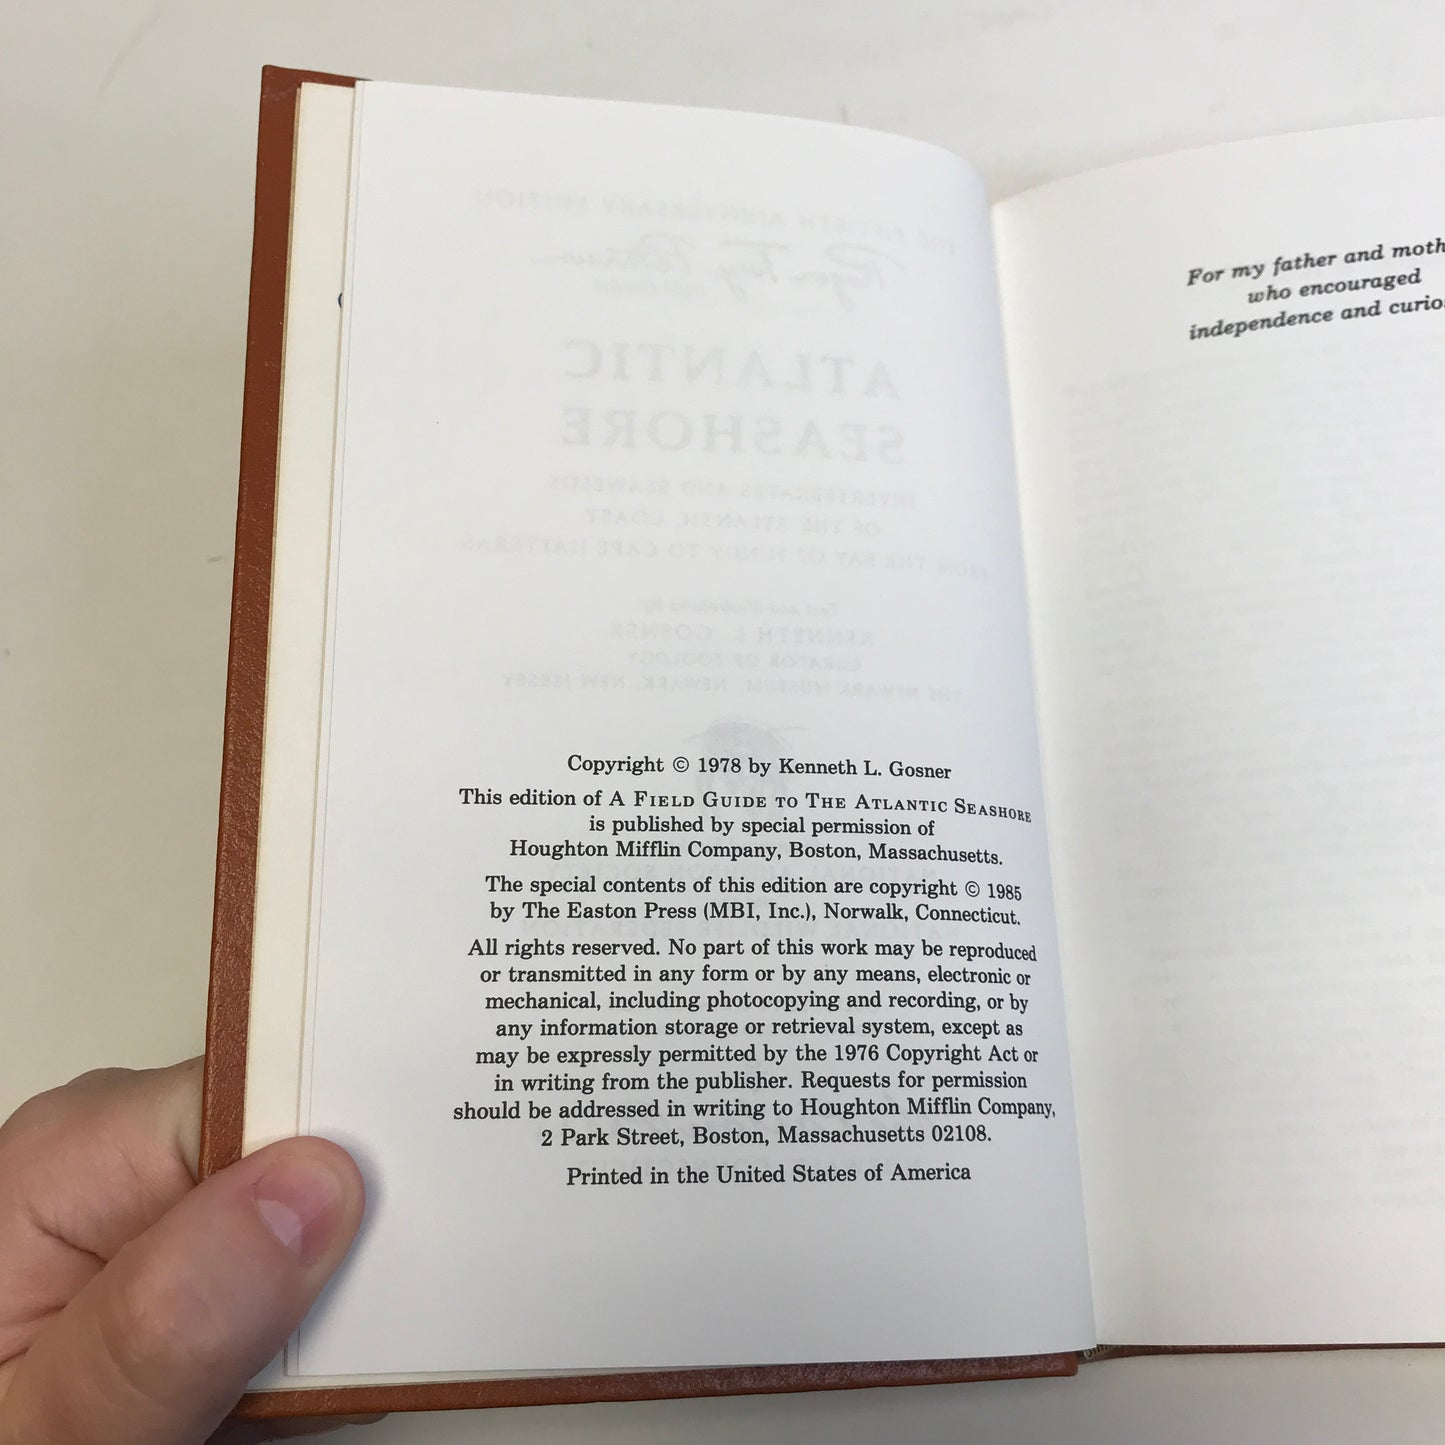 Copyright © 1978 by Kenneth L. Gosner
This edition of A FIELD GUIDE TO THE ATLANTIC SEASHORE
is published by special permission of
Houghton Mifflin Company, Boston, Massachusetts.
The special contents of this edition are copyright © 1985
by The Easton Press (MBI, Inc.), Norwalk, Connecticut.
All rights reserved. No part of this work may be reproduced
or transmitted in any form or by any means, electronic or
mechanical, including photocopying and recording, or by
any information storage or retrieval system, except as
may be expressly permitted by the 1976 Copyright Act or
in writing from the publisher. Requests for permission
should be addressed in writing to Houghton Mifflin Company,
2 Park Street, Boston, Massachusetts 02108.
Printed in the United States of America
For my father and moth
who encouraged
independence and curio